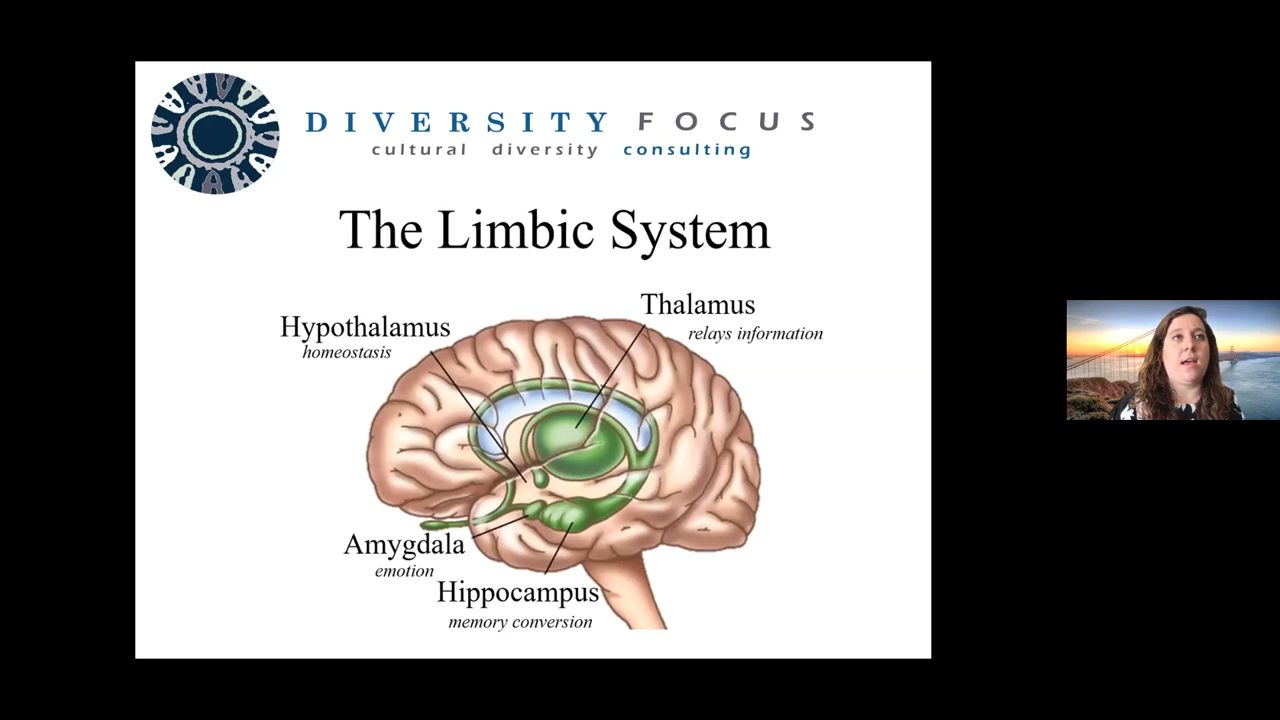 DIVERSITY FOCUS
cultural diversity consulting
The Limbic System
Thalamus
relays information
Hypothalamus
homeostasis
Amygdala
emotion
Hippocampus
memory conversion